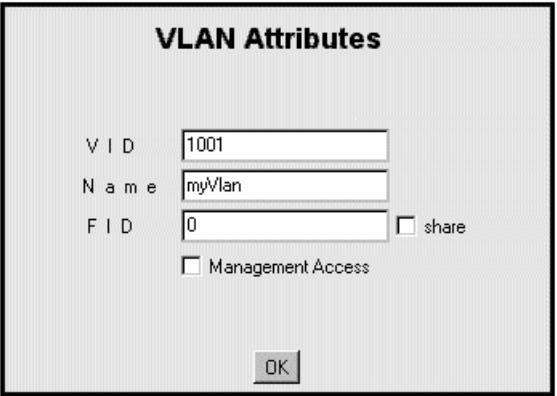 VLAN Attributes
VID 1001
Name myVlan
FID 0 share
Management Access
OK